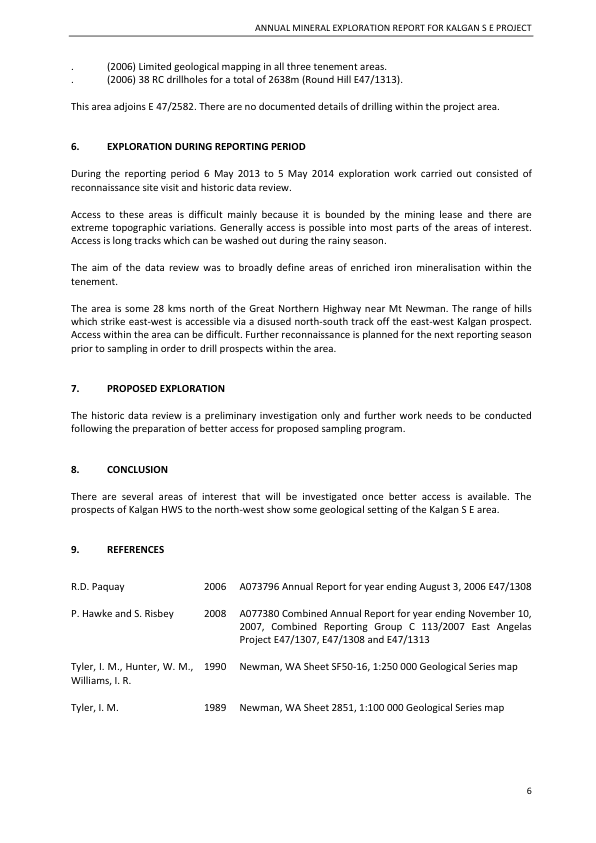 ANNUAL MINERAL EXPLORATION REPORT FOR KALGAN S E PROJECT
. (2006) Limited geological mapping in all three tenement areas.
. (2006) 38 RC drillholes for a total of 2638m (Round Hill E47/1313).
This area adjoins E 47/2582. There are no documented details of drilling within the project area.
6. EXPLORATION DURING REPORTING PERIOD
During the reporting period 6 May 2013 to 5 May 2014 exploration work carried out consisted of
reconnaissance site visit and historic data review.
Access to these areas is difficult mainly because it is bounded by the mining lease and there are
extreme topographic variations. Generally access is possible into most parts of the areas of interest.
Access is long tracks which can be washed out during the rainy season.
The aim of the data review was to broadly define areas of enriched iron mineralisation within the
tenement.
The area is some 28 kms north of the Great Northern Highway near Mt Newman. The range of hills
which strike east-west is accessible via a disused north-south track off the east-west Kalgan prospect.
Access within the area can be difficult. Further reconnaissance is planned for the next reporting season
prior to sampling in order to drill prospects within the area.
7. PROPOSED EXPLORATION
The historic data review is a preliminary investigation only and further work needs to be conducted
following the preparation of better access for proposed sampling program.
8. CONCLUSION
There are several areas of interest that will be investigated once better access is available. The
prospects of Kalgan HWS to the north-west show some geological setting of the Kalgan S E area.
9. REFERENCES
R.D. Paquay 2006 A073796 Annual Report for year ending August 3, 2006 E47/1308
P. Hawke and S. Risbey 2008 A077380 Combined Annual Report for year ending November 10,
2007, Combined Reporting Group C 113/2007 East Angelas
Project E47/1307, E47/1308 and E47/1313
Tyler, I. M., Hunter, W. M., 1990 Newman, WA Sheet SF50-16, 1:250 000 Geological Series map
Williams, I. R.
Tyler, I. M. 1989 Newman, WA Sheet 2851, 1:100 000 Geological Series map
6